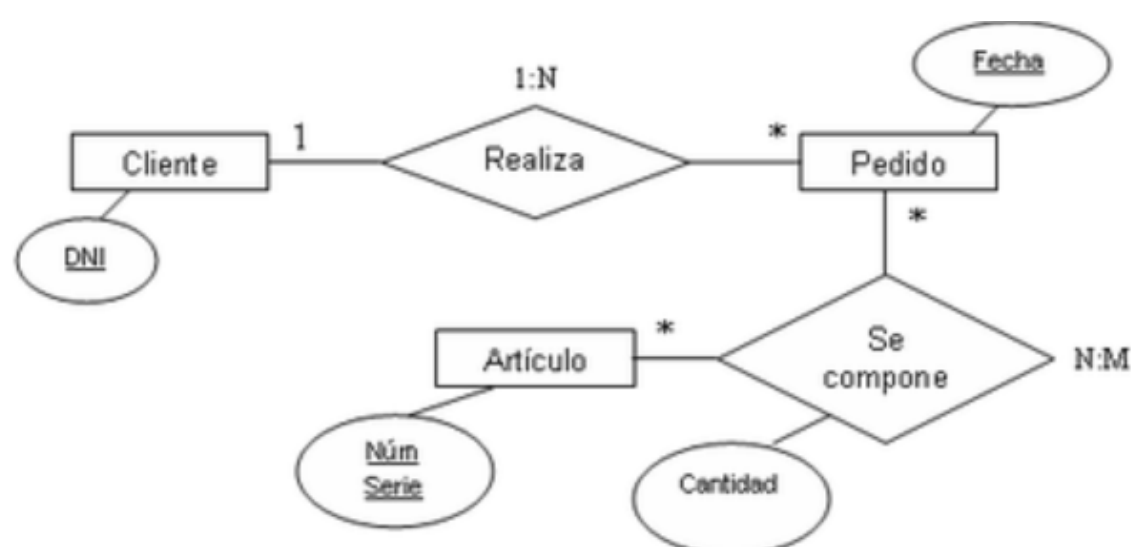 Fecha
1:N
1
*
Cliente
Realiza
Pedido
*
DNI
*
Artículo
Se
compone
N:M
Núm
Serie
Cantidad